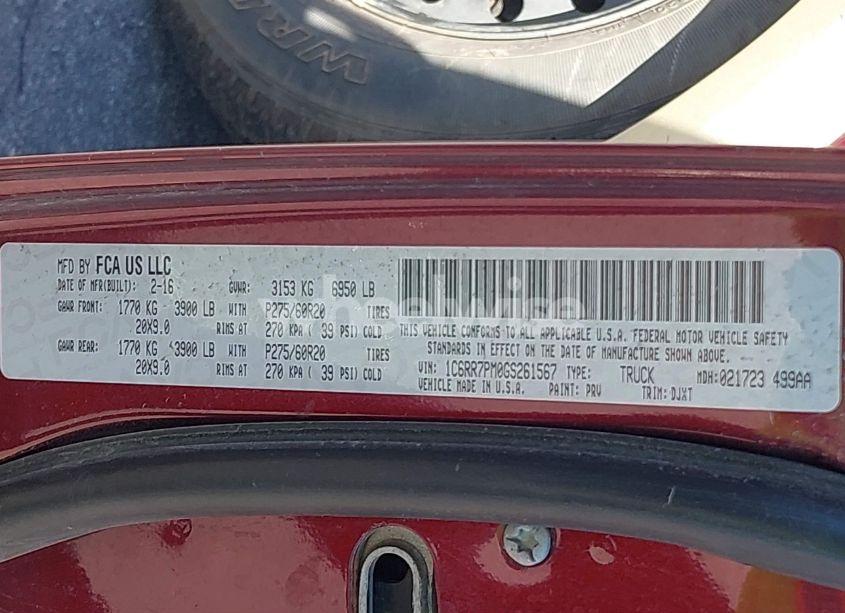 WRA
MFD BY FCA US LLC
DATE OF MFR(BUILT): 2-16 GVWR: 3153 KG 6950 LB
GAWR FRONT: 1770 KG 3900 LB WITH P275/60R20 TIRES
20X9.0 RIMS AT 270 KPA ( 39 PSI) COLD
GAWR REAR: 1770 KG 3900 LB WITH P275/60R20 TIRES
20X9.0 RIMS AT 270 KPA ( 39 PSI) COLD
THIS VEHICLE CONFORMS TO ALL APPLICABLE U.S.A. FEDERAL MOTOR VEHICLE SAFETY
STANDARDS IN EFFECT ON THE DATE OF MANUFACTURE SHOWN ABOVE.
VIN: 1C6RR7PM0GS261567 TYPE: TRUCK MDH:021723 499AA
VEHICLE MADE IN U.S.A. PAINT: PRV TRIM: DJXT
wheelwise